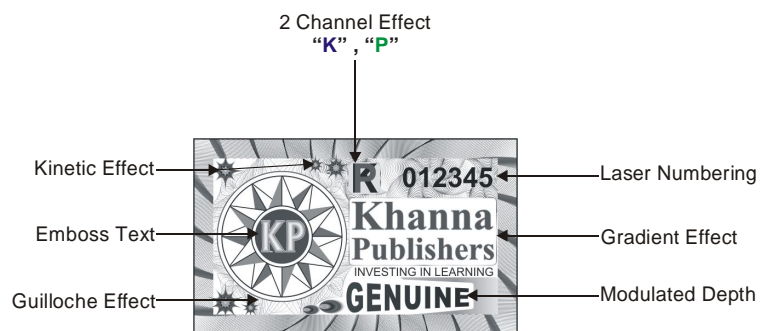 2 Channel Effect
“K” , “P”
Kinetic Effect
Laser Numbering
012345
Emboss Text
KP
Khanna
Publishers
Gradient Effect
INVESTING IN LEARNING
Guilloche Effect
GENUINE
Modulated Depth